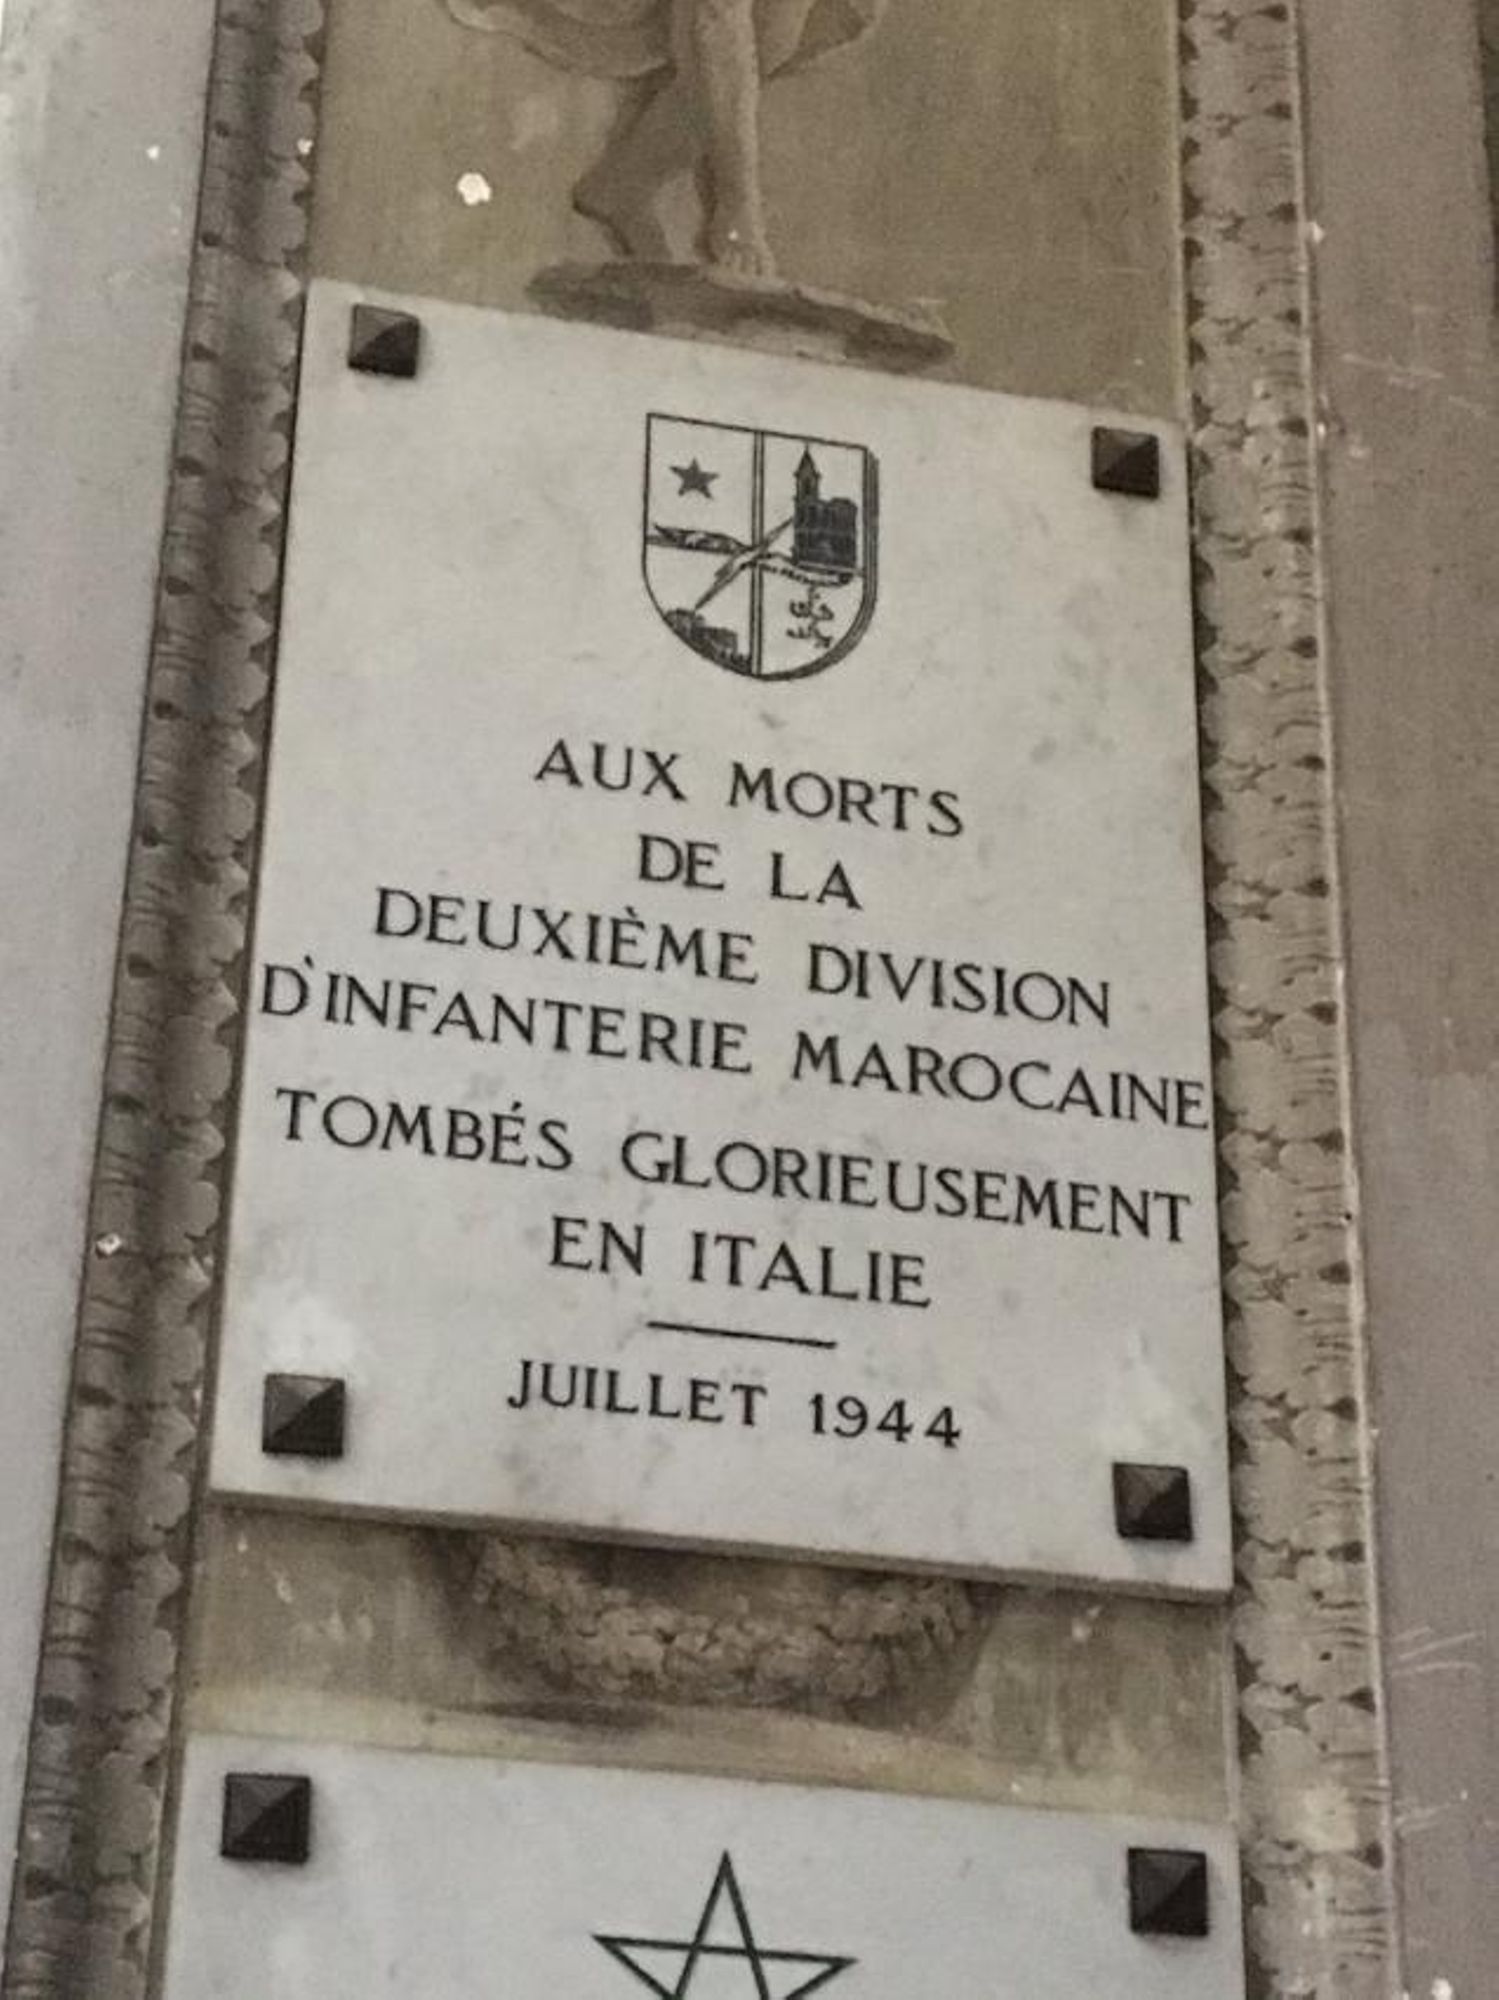 AUX MORTS
DE LA
DEUXIÈME DIVISION
D'INFANTERIE MAROCAINE
TOMBÉS GLORIEUSEMENT
EN ITALIE
JUILLET 1944